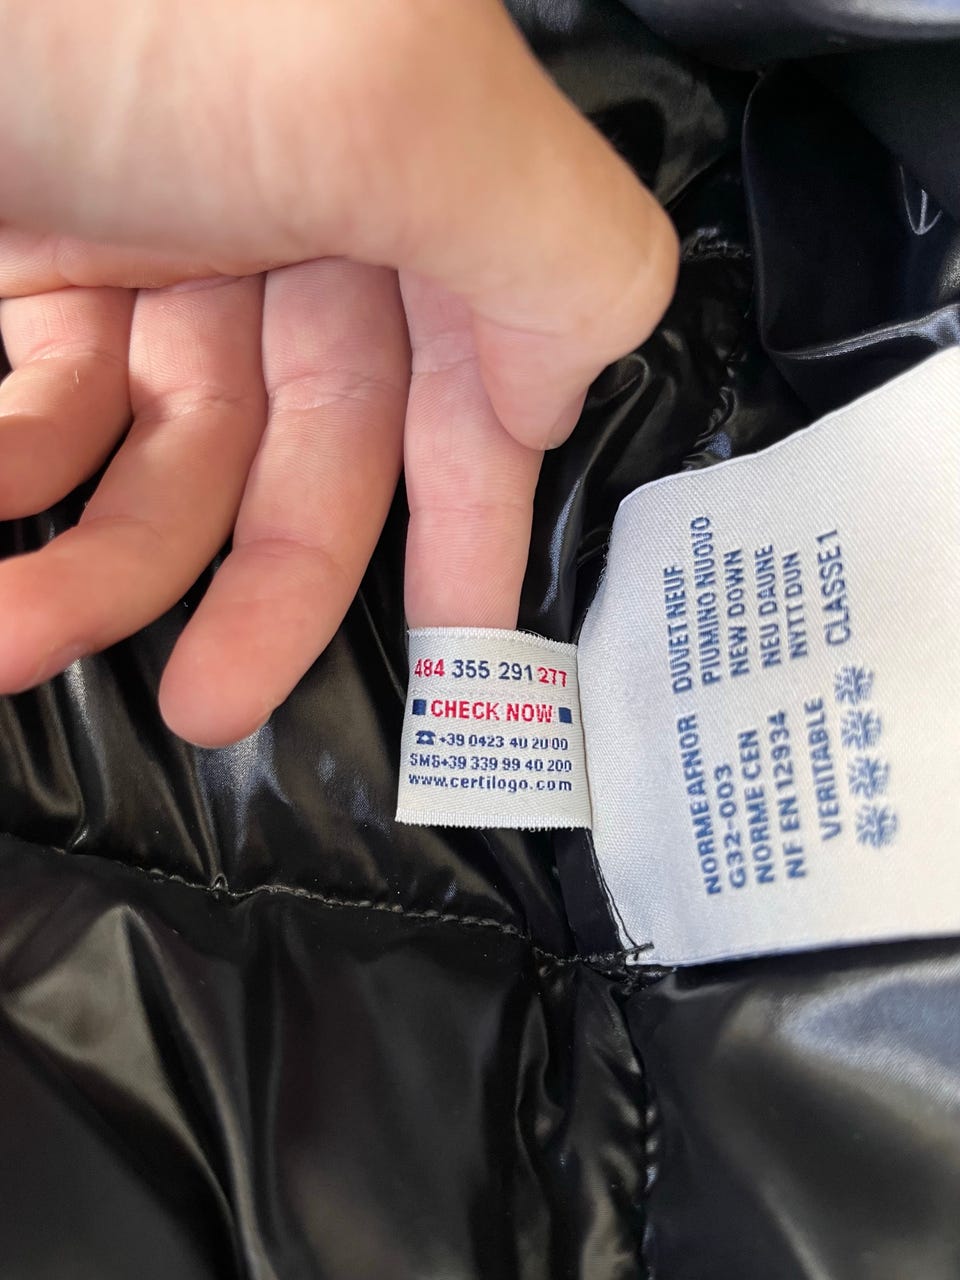 484 355 291 277
CHECK NOW
☎ +39 0423 40 20 00
SMS+39 339 99 40 200
www.certilogo.com
NORME AFNOR DUVET NEUF
G32-003 PIUMINO NUOVO
NORME CEN NEW DOWN
NF EN 12934 NEU DAUNE
NYTT DUN
VERITABLE CLASSE 1